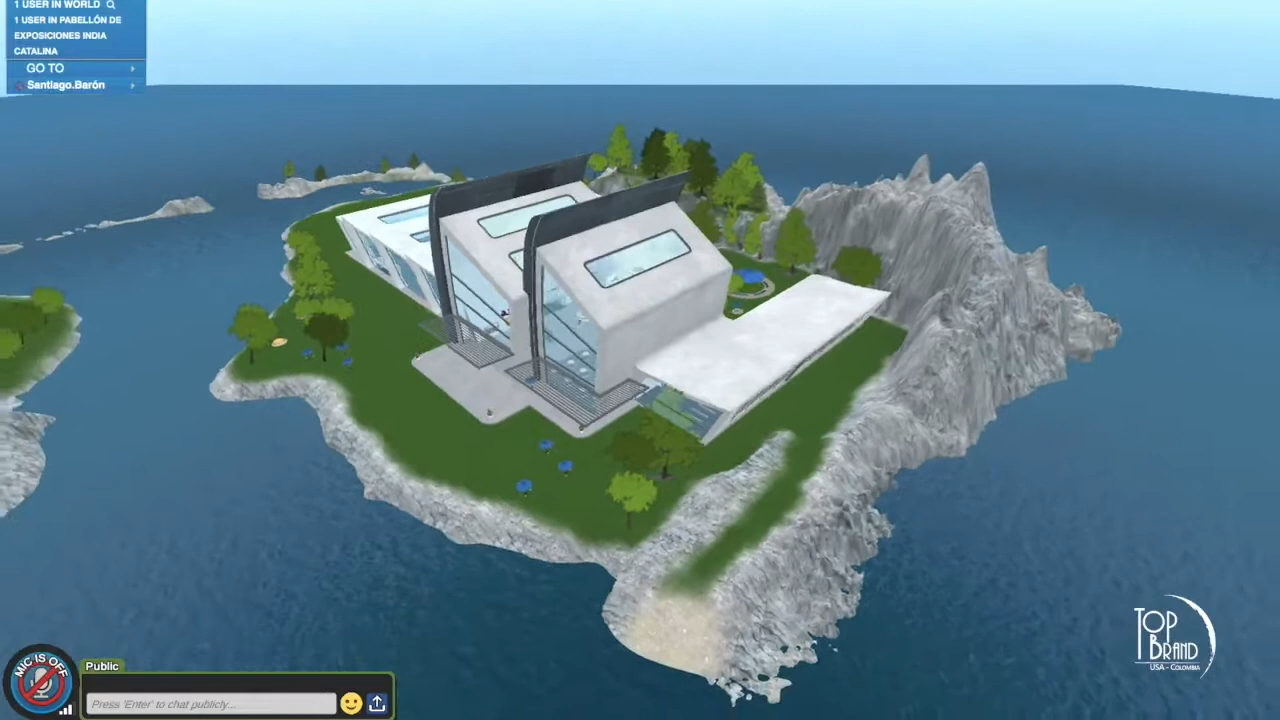 1 USER IN WORLD
1 USER IN PABELLÓN DE
EXPOSICIONES INDIA
CATALINA
GO TO
Santiago.Barón
TOP
BRAND
USA - COLOMBIA
MIC IS OFF
Public
Press 'Enter' to chat publicly...